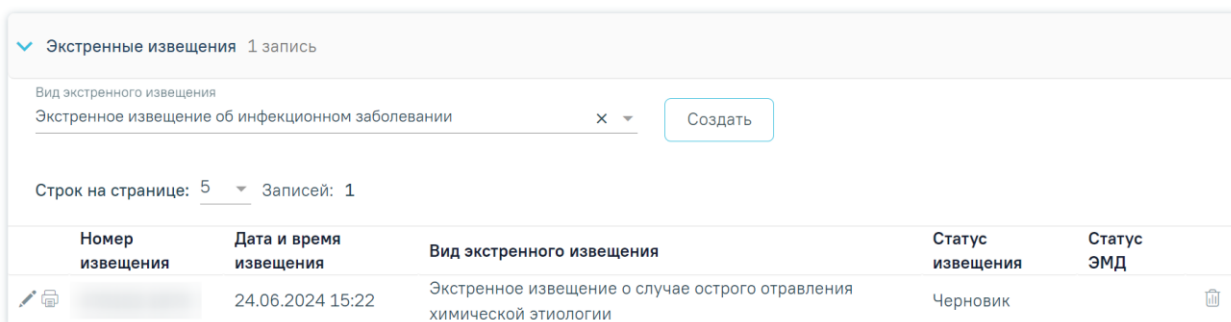 Экстренные извещения 1 запись
Вид экстренного извещения
Экстренное извещение об инфекционном заболевании
Создать
Строк на странице: 5 Записей: 1
Номер извещения
Дата и время извещения
Вид экстренного извещения
Статус извещения
Статус ЭМД
24.06.2024 15:22
Экстренное извещение о случае острого отравления
химической этиологии
Черновик